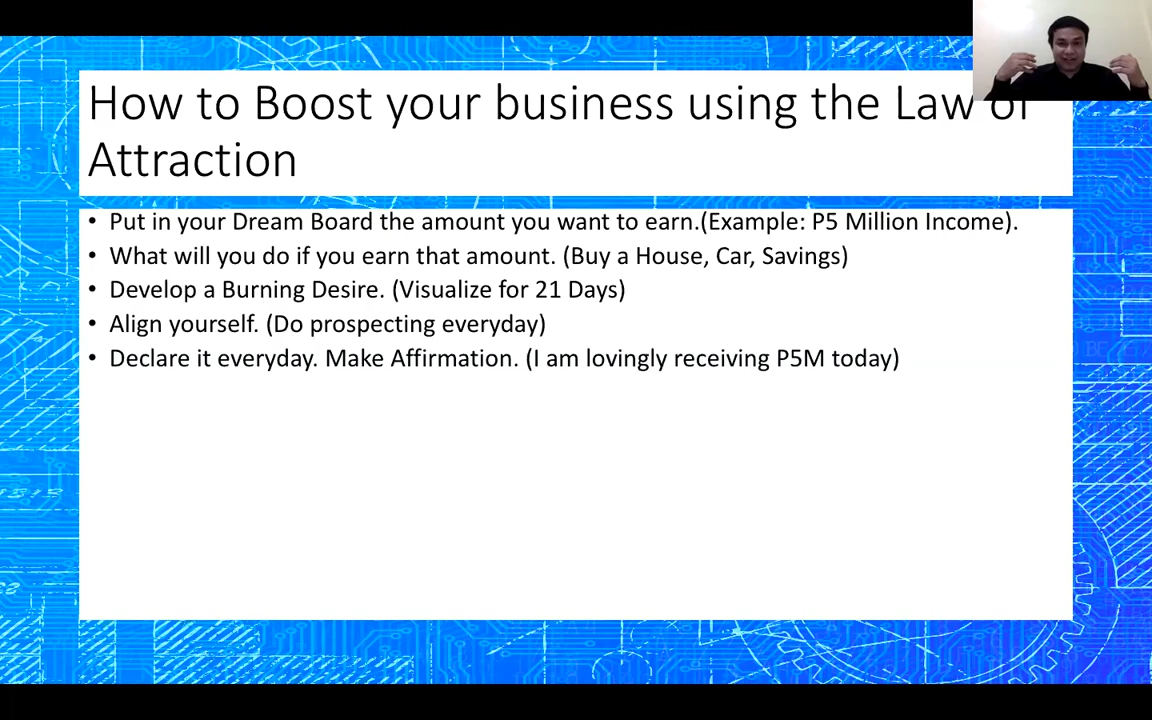 How to Boost your business using the Law of
Attraction
• Put in your Dream Board the amount you want to earn.(Example: P5 Million Income).
• What will you do if you earn that amount. (Buy a House, Car, Savings)
• Develop a Burning Desire. (Visualize for 21 Days)
• Align yourself. (Do prospecting everyday)
• Declare it everyday. Make Affirmation. (I am lovingly receiving P5M today)